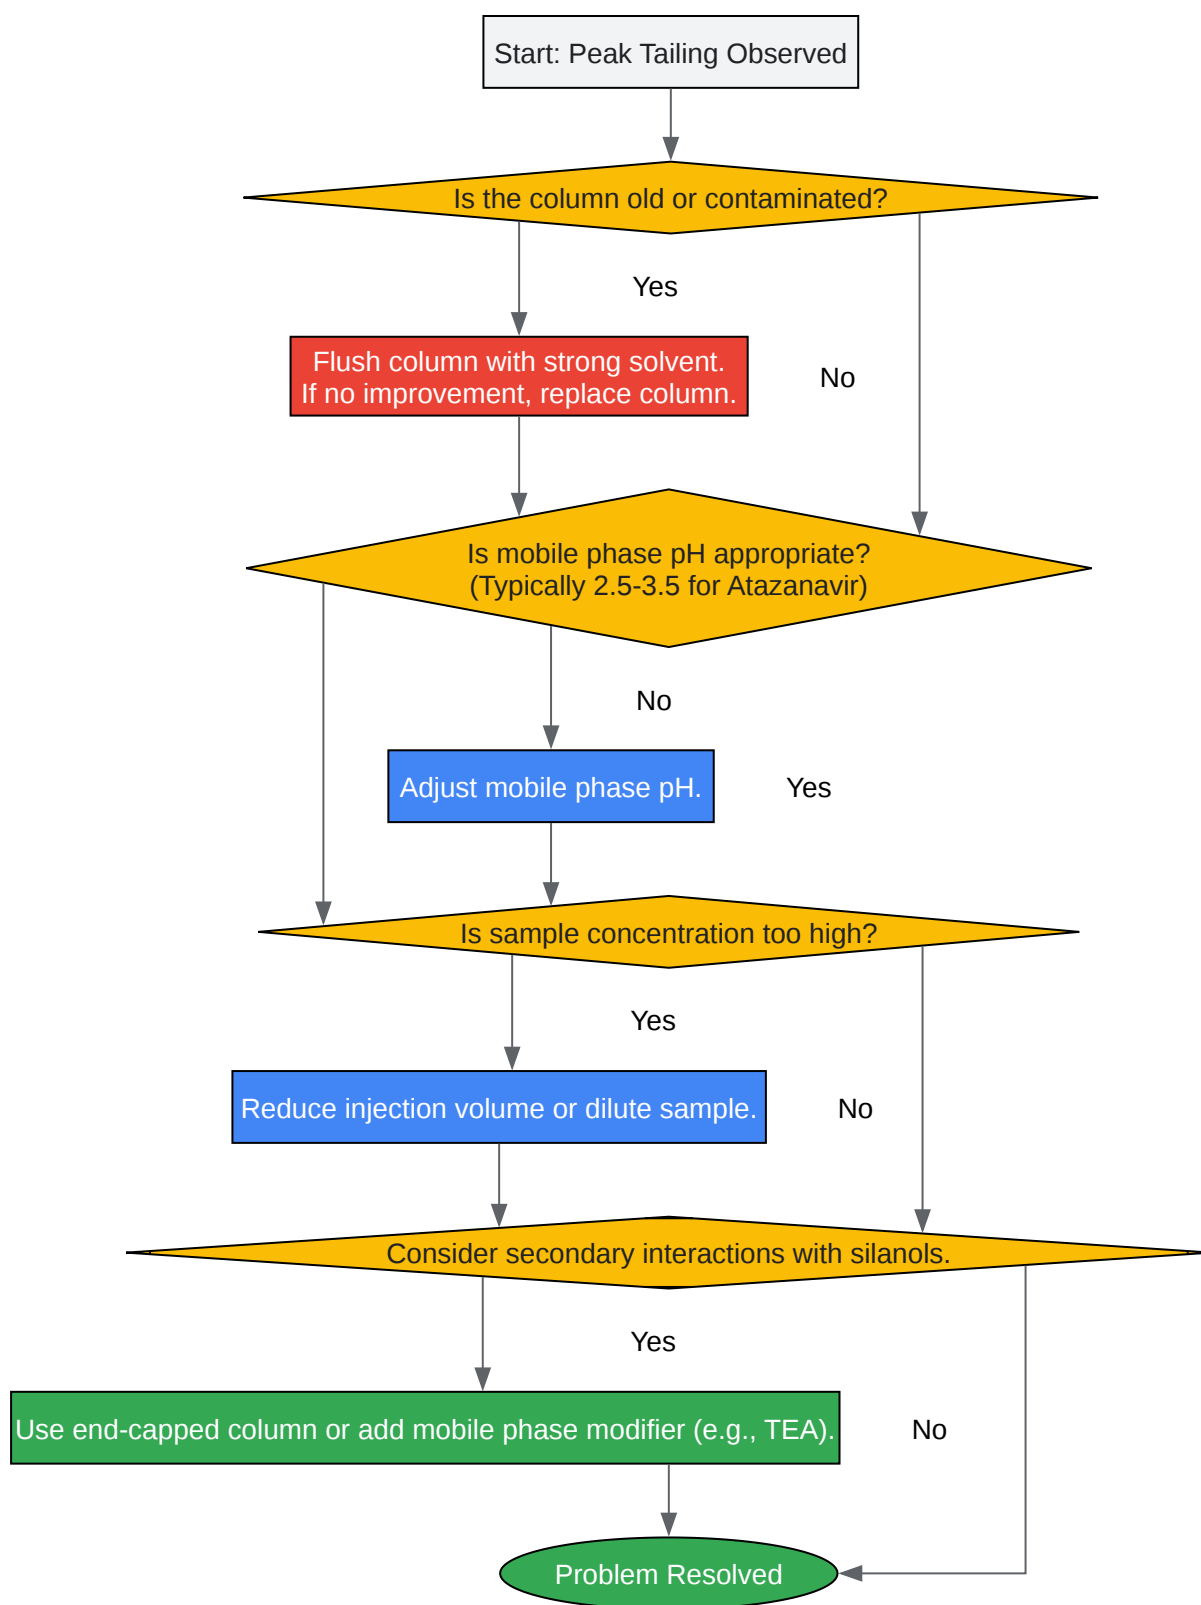 Start: Peak Tailing Observed
Is the column old or contaminated?
Yes
Flush column with strong solvent.
If no improvement, replace column.
No
Is mobile phase pH appropriate?
(Typically 2.5-3.5 for Atazanavir)
No
Adjust mobile phase pH.
Yes
Is sample concentration too high?
Yes
Reduce injection volume or dilute sample.
No
Consider secondary interactions with silanols.
Yes
Use end-capped column or add mobile phase modifier (e.g., TEA).
No
Problem Resolved